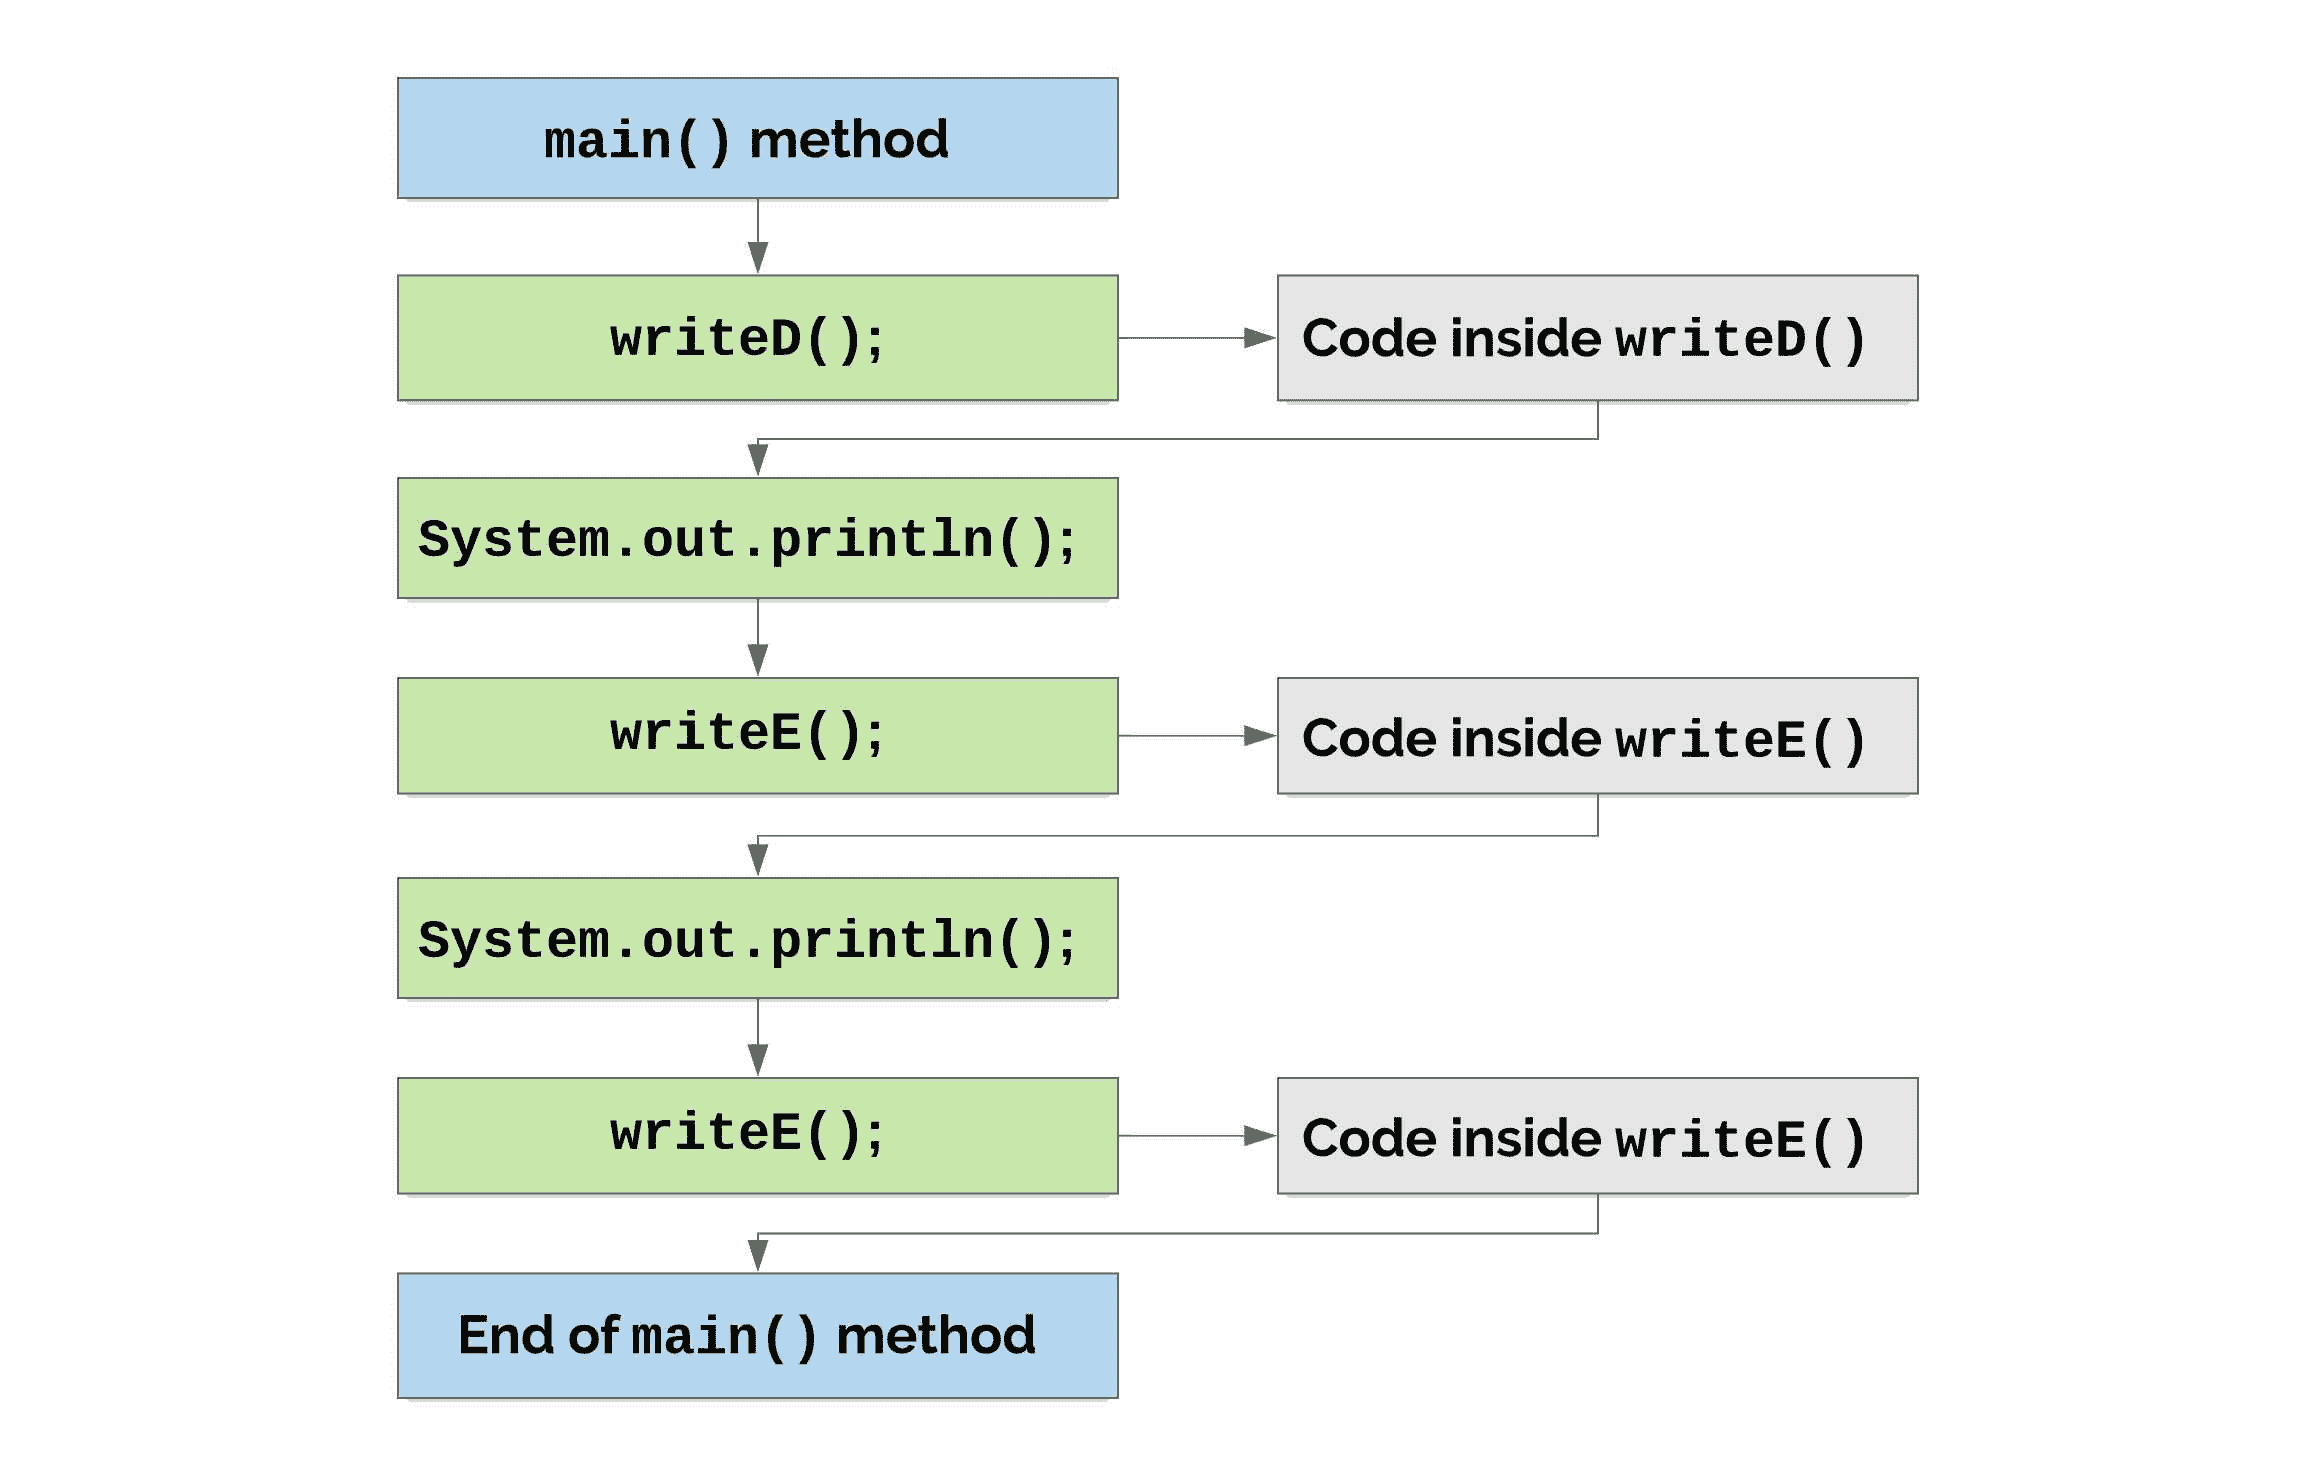 main() method
writeD();
Code inside writeD()
System.out.println();
writeE();
Code inside writeE()
System.out.println();
writeE();
Code inside writeE()
End of main() method